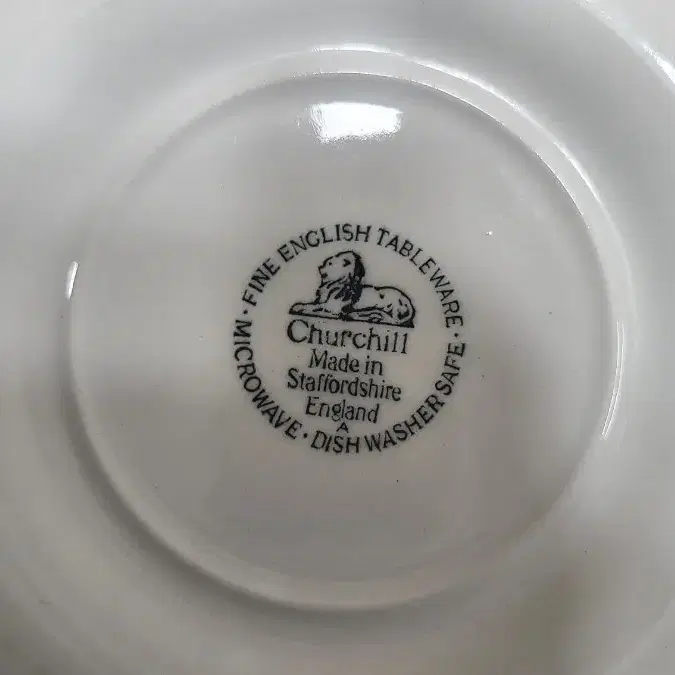 · FINE ENGLISH TABLEWARE ·
Churchill
Made in
Staffordshire
England
A
MICROWAVE · DISH WASHER SAFE